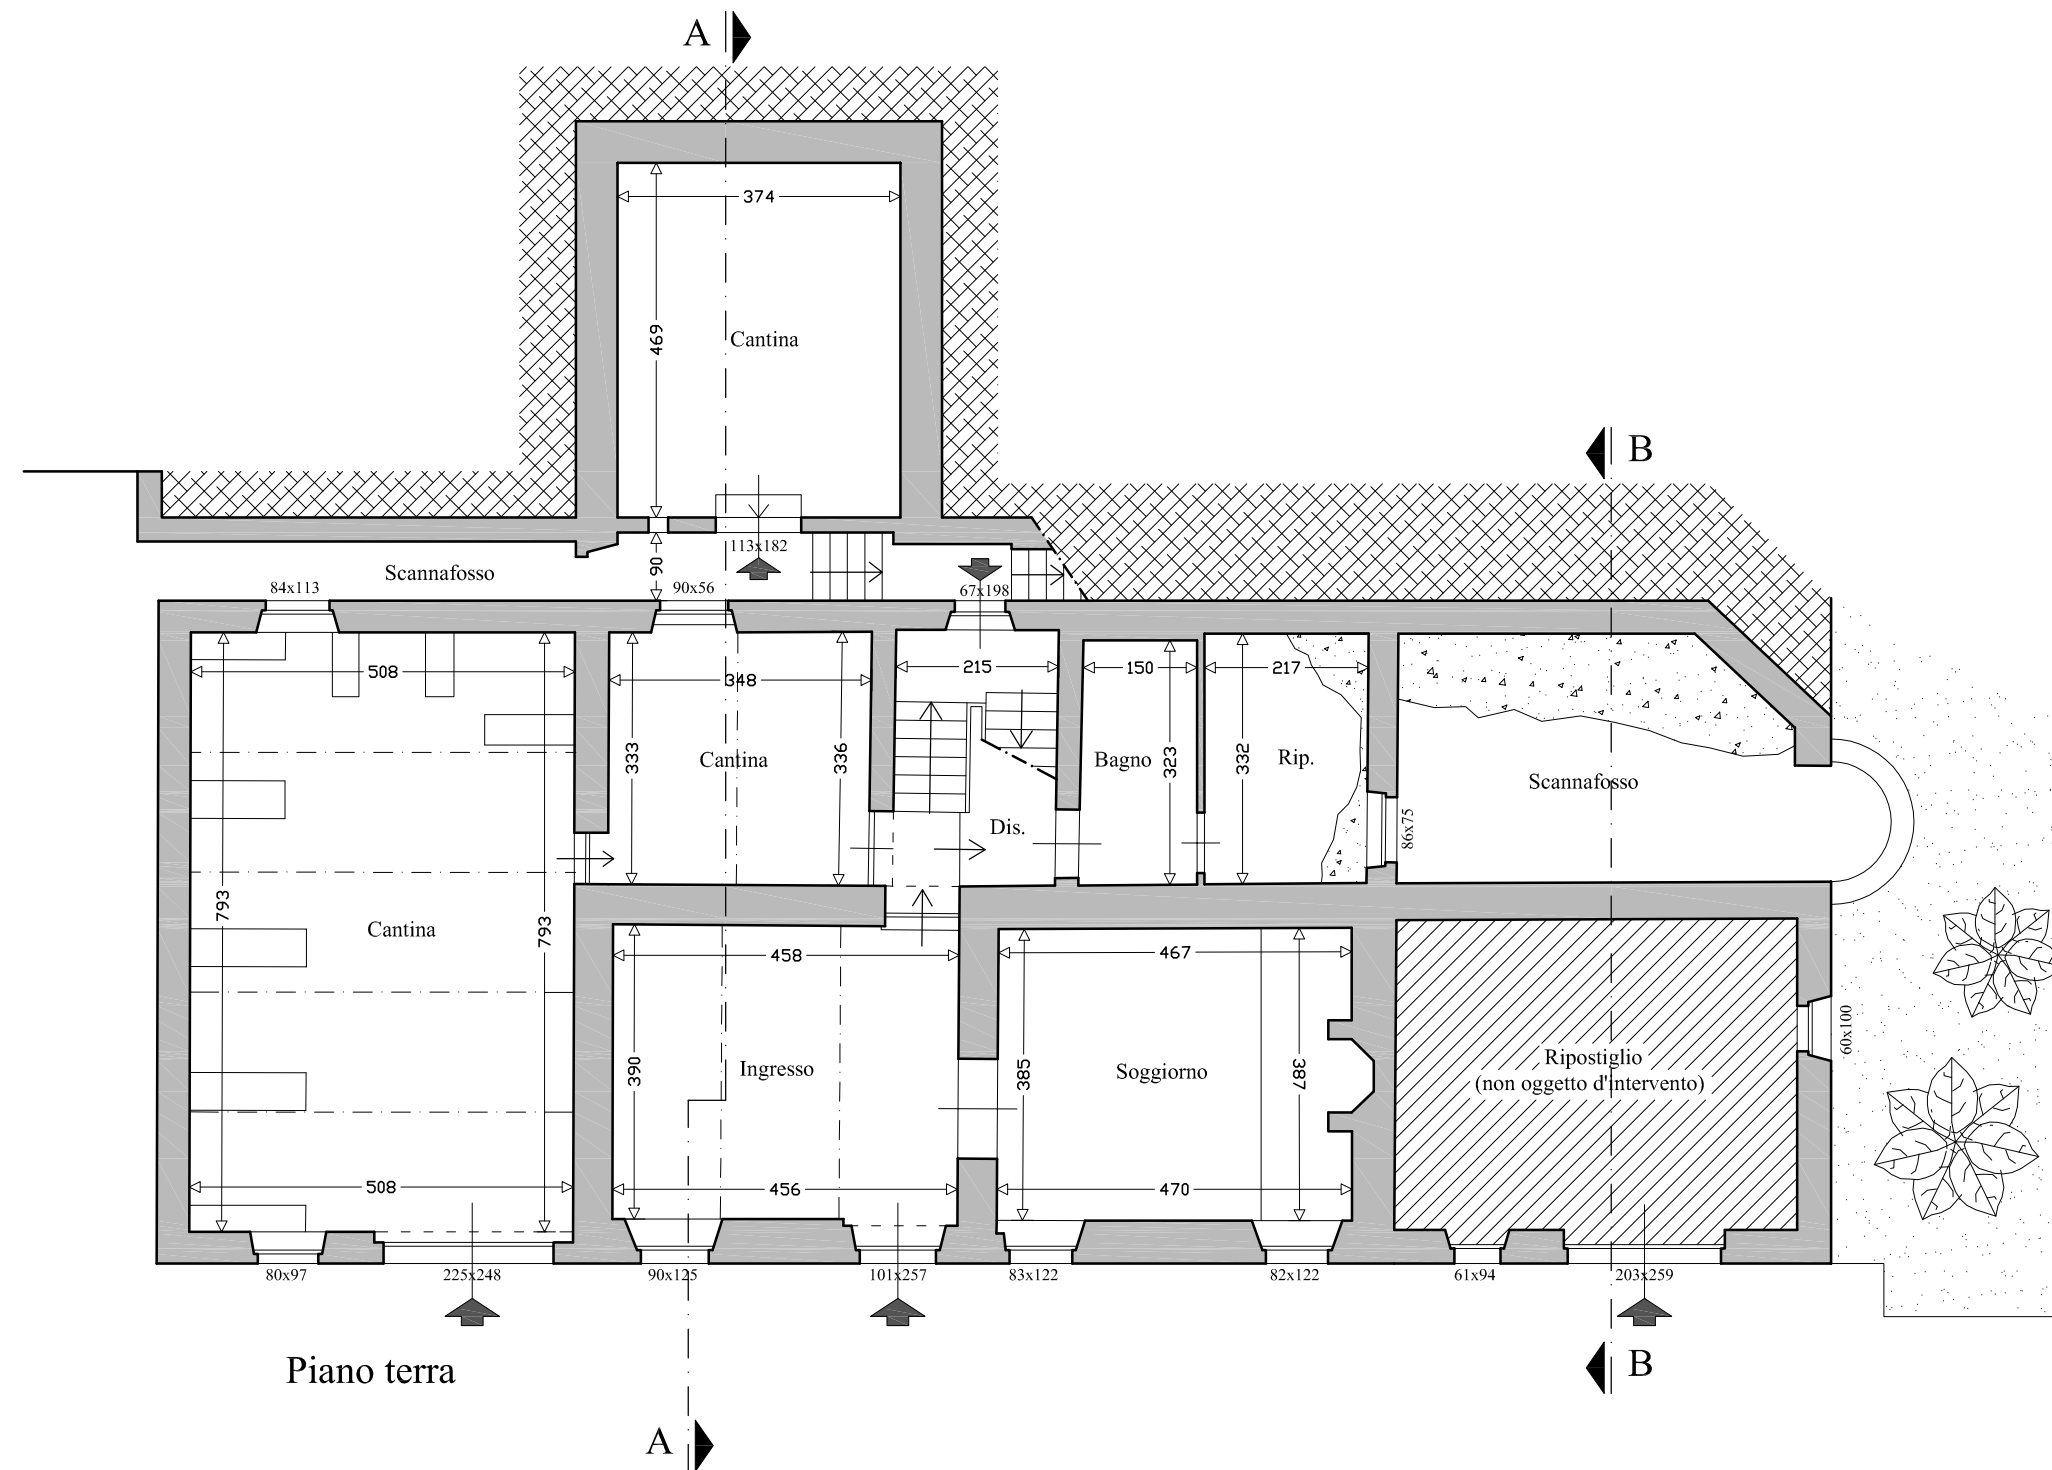 A
374
469
Cantina
B
113x182
90
Scannafosso
84x113
90x56
67x198
508
348
215
150
217
333
Cantina
336
Bagno
323
332
Rip.
Scannafosso
Dis.
86x75
793
Cantina
793
458
467
390
Ingresso
385
Soggiorno
387
Ripostiglio
(non oggetto d'intervento)
60x100
508
456
470
80x97
225x248
90x125
101x257
83x122
82x122
61x94
203x259
Piano terra
B
A